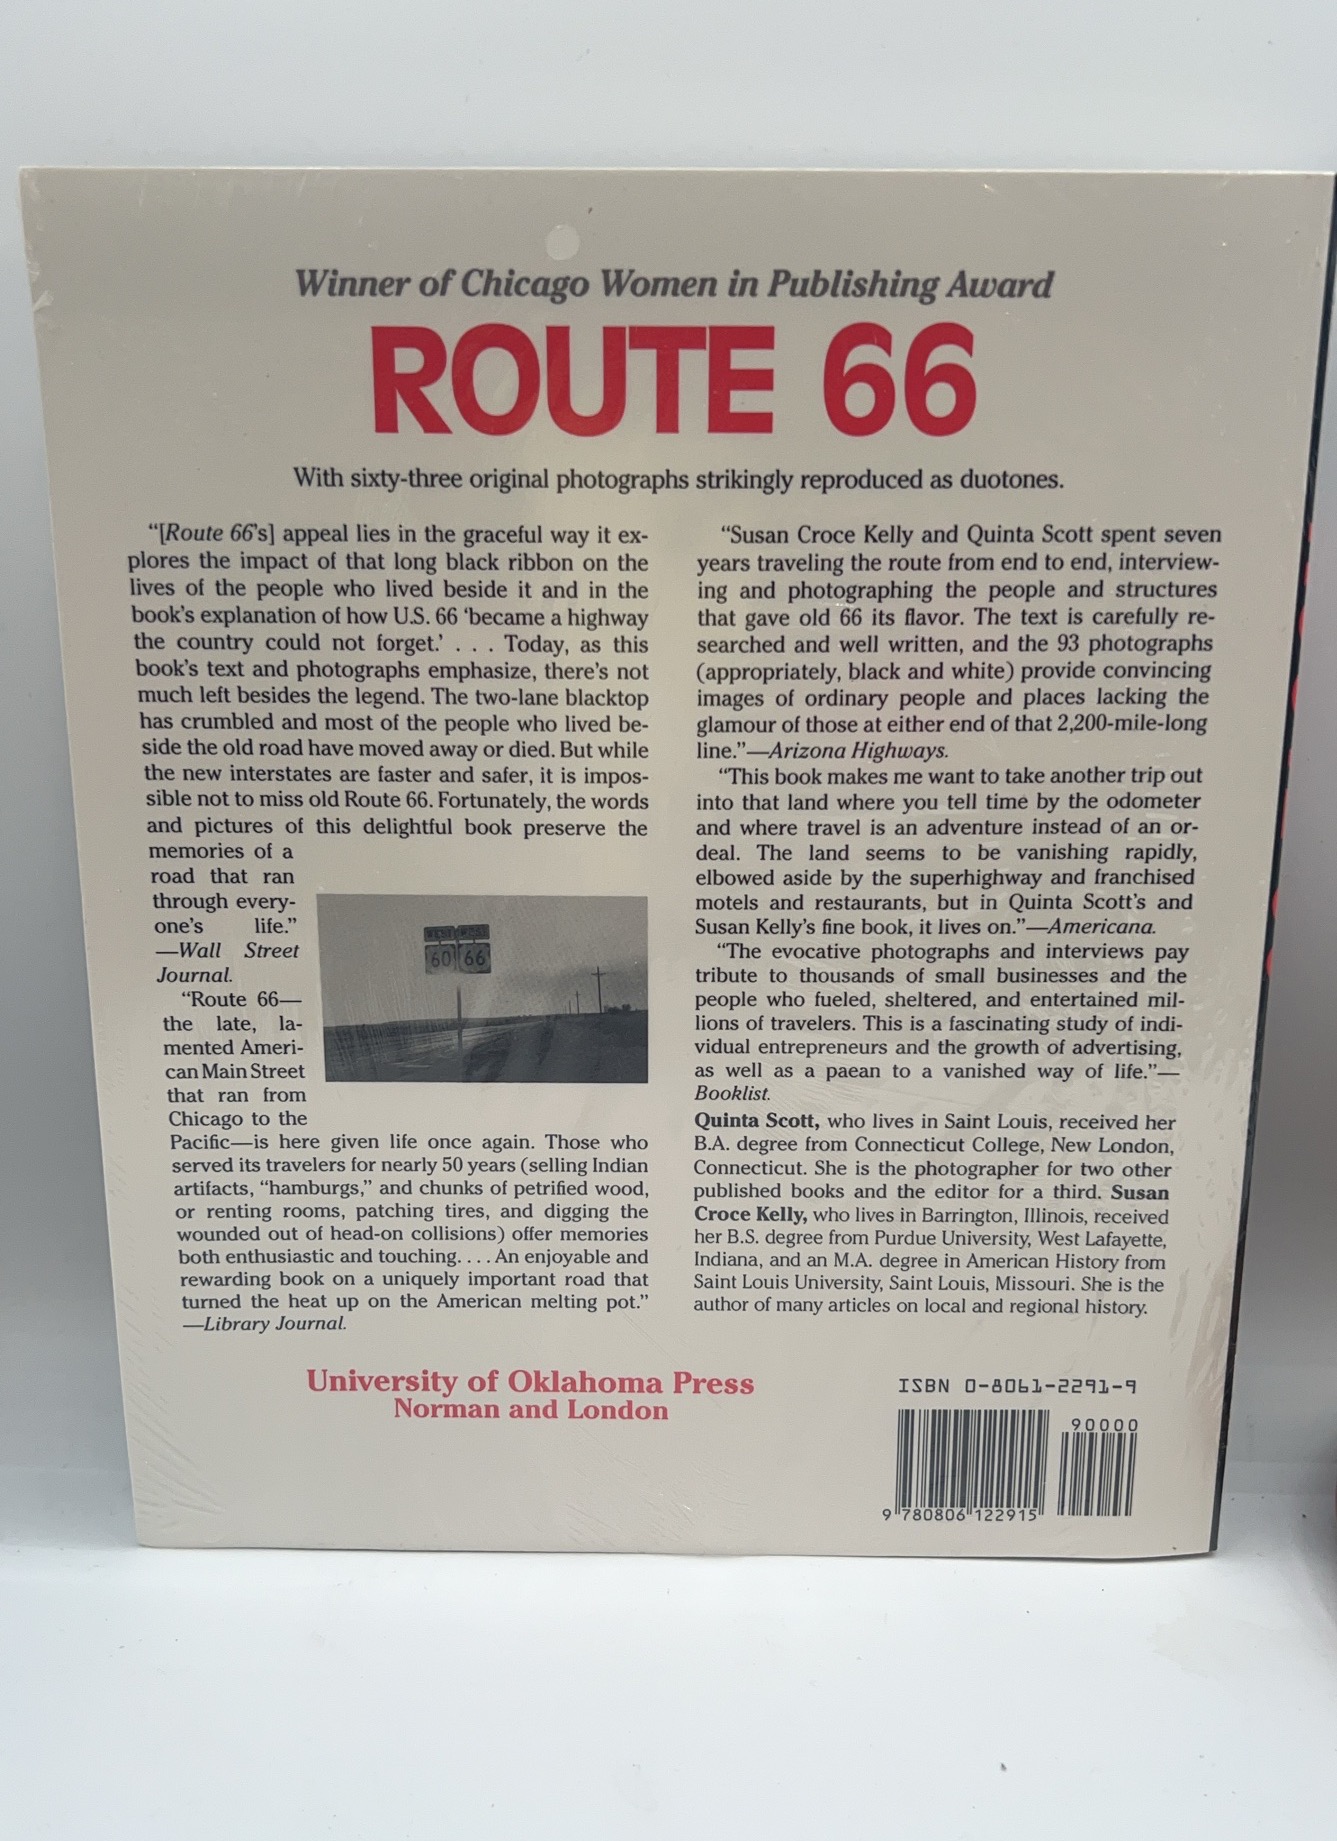 Winner of Chicago Women in Publishing Award
ROUTE 66
With sixty-three original photographs strikingly reproduced as duotones.
“[Route 66’s] appeal lies in the graceful way it ex-
plores the impact of that long black ribbon on the
lives of the people who lived beside it and in the
book’s explanation of how U.S. 66 ‘became a highway
the country could not forget.’ . . . Today, as this
book’s text and photographs emphasize, there’s not
much left besides the legend. The two-lane blacktop
has crumbled and most of the people who lived be-
side the old road have moved away or died. But while
the new interstates are faster and safer, it is impos-
sible not to miss old Route 66. Fortunately, the words
and pictures of this delightful book preserve the
memories of a
road that ran
through every-
one’s life.”
—Wall Street
Journal.
“Route 66—
the late, la-
mented Ameri-
can Main Street
that ran from
Chicago to the
Pacific—is here given life once again. Those who
served its travelers for nearly 50 years (selling Indian
artifacts, “hamburgs,” and chunks of petrified wood,
or renting rooms, patching tires, and digging the
wounded out of head-on collisions) offer memories
both enthusiastic and touching. . . . An enjoyable and
rewarding book on a uniquely important road that
turned the heat up on the American melting pot.”
—Library Journal.
WEST WEST
60 66
“Susan Croce Kelly and Quinta Scott spent seven
years traveling the route from end to end, interview-
ing and photographing the people and structures
that gave old 66 its flavor. The text is carefully re-
searched and well written, and the 93 photographs
(appropriately, black and white) provide convincing
images of ordinary people and places lacking the
glamour of those at either end of that 2,200-mile-long
line.”—Arizona Highways.
“This book makes me want to take another trip out
into that land where you tell time by the odometer
and where travel is an adventure instead of an or-
deal. The land seems to be vanishing rapidly,
elbowed aside by the superhighway and franchised
motels and restaurants, but in Quinta Scott’s and
Susan Kelly’s fine book, it lives on.”—Americana.
“The evocative photographs and interviews pay
tribute to thousands of small businesses and the
people who fueled, sheltered, and entertained mil-
lions of travelers. This is a fascinating study of indi-
vidual entrepreneurs and the growth of advertising,
as well as a paean to a vanished way of life.”—
Booklist.
Quinta Scott, who lives in Saint Louis, received her
B.A. degree from Connecticut College, New London,
Connecticut. She is the photographer for two other
published books and the editor for a third. Susan
Croce Kelly, who lives in Barrington, Illinois, received
her B.S. degree from Purdue University, West Lafayette,
Indiana, and an M.A. degree in American History from
Saint Louis University, Saint Louis, Missouri. She is the
author of many articles on local and regional history.
University of Oklahoma Press
Norman and London
ISBN 0-8061-2291-9
90000
9 780806 122915